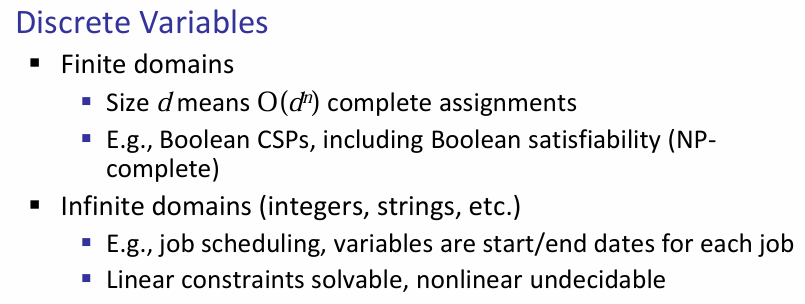 Discrete Variables
▪ Finite domains
▪ Size d means O(dⁿ) complete assignments
▪ E.g., Boolean CSPs, including Boolean satisfiability (NP-
complete)
▪ Infinite domains (integers, strings, etc.)
▪ E.g., job scheduling, variables are start/end dates for each job
▪ Linear constraints solvable, nonlinear undecidable